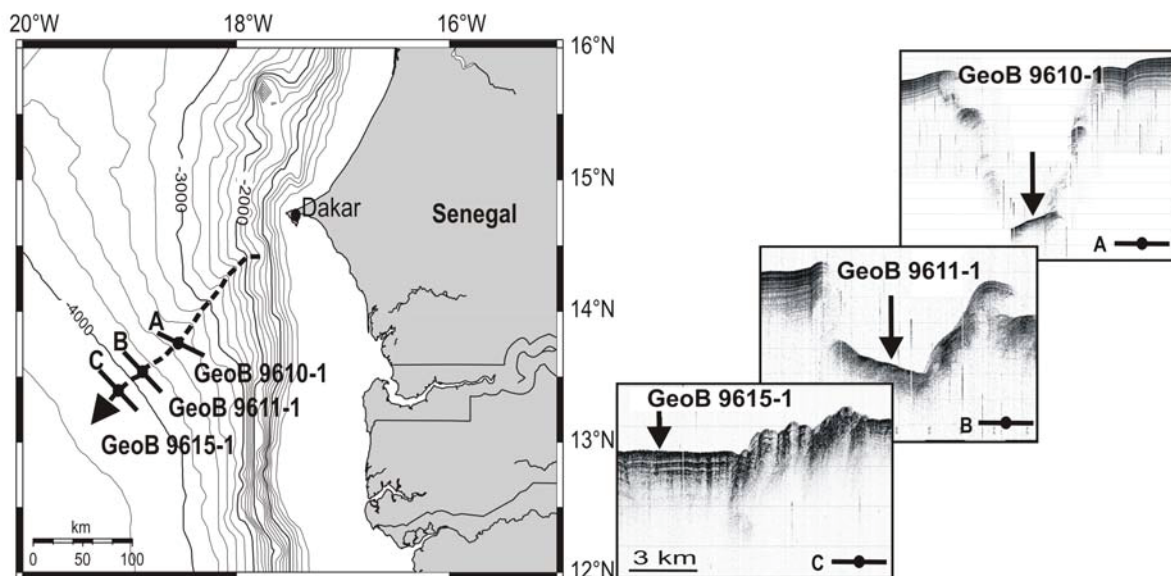 20°W 18°W 16°W
16°N
15°N
14°N
13°N
12°N
-3000
-2000
-4000
Dakar
Senegal
A
B
C
GeoB 9610-1
GeoB 9611-1
GeoB 9615-1
km
0 50 100
GeoB 9610-1
A
GeoB 9611-1
B
GeoB 9615-1
3 km
C